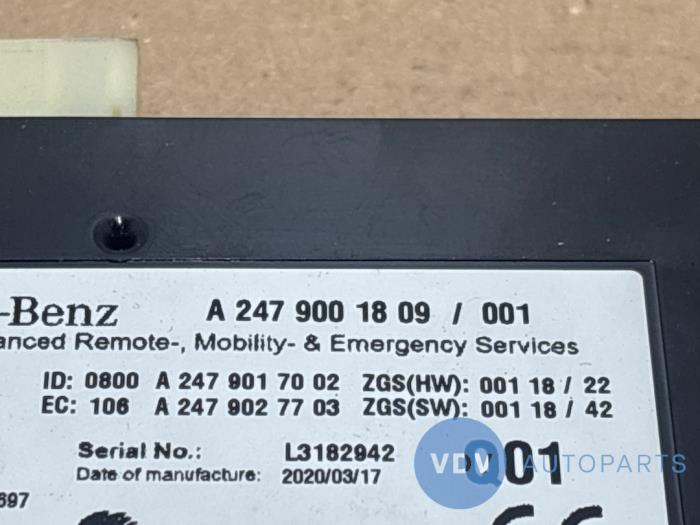 -Benz A 247 900 18 09 / 001
anced Remote-, Mobility- & Emergency Services
ID: 0800 A 247 901 70 02 ZGS(HW): 001 18 / 22
EC: 106 A 247 902 77 03 ZGS(SW): 001 18 / 42
Serial No.: L3182942
Date of manufacture: 2020/03/17
Q01
VDV AUTOPARTS
697